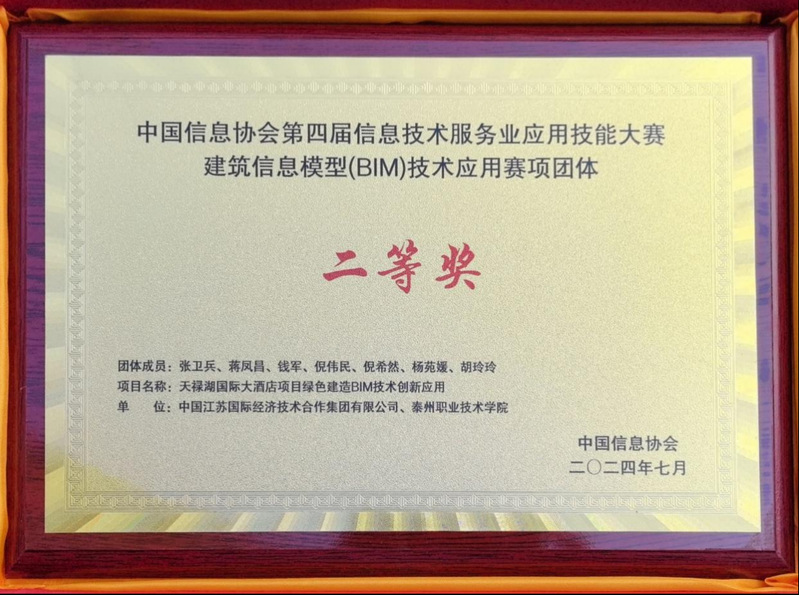 中国信息协会第四届信息技术服务业应用技能大赛
建筑信息模型(BIM)技术应用赛项团体
二等奖
团体成员：张卫兵、蒋凤昌、钱军、倪伟民、倪希然、杨苑媛、胡玲玲
项目名称：天禄湖国际大酒店项目绿色建造BIM技术创新应用
单　　位：中国江苏国际经济技术合作集团有限公司、泰州职业技术学院
中国信息协会
二〇二四年七月